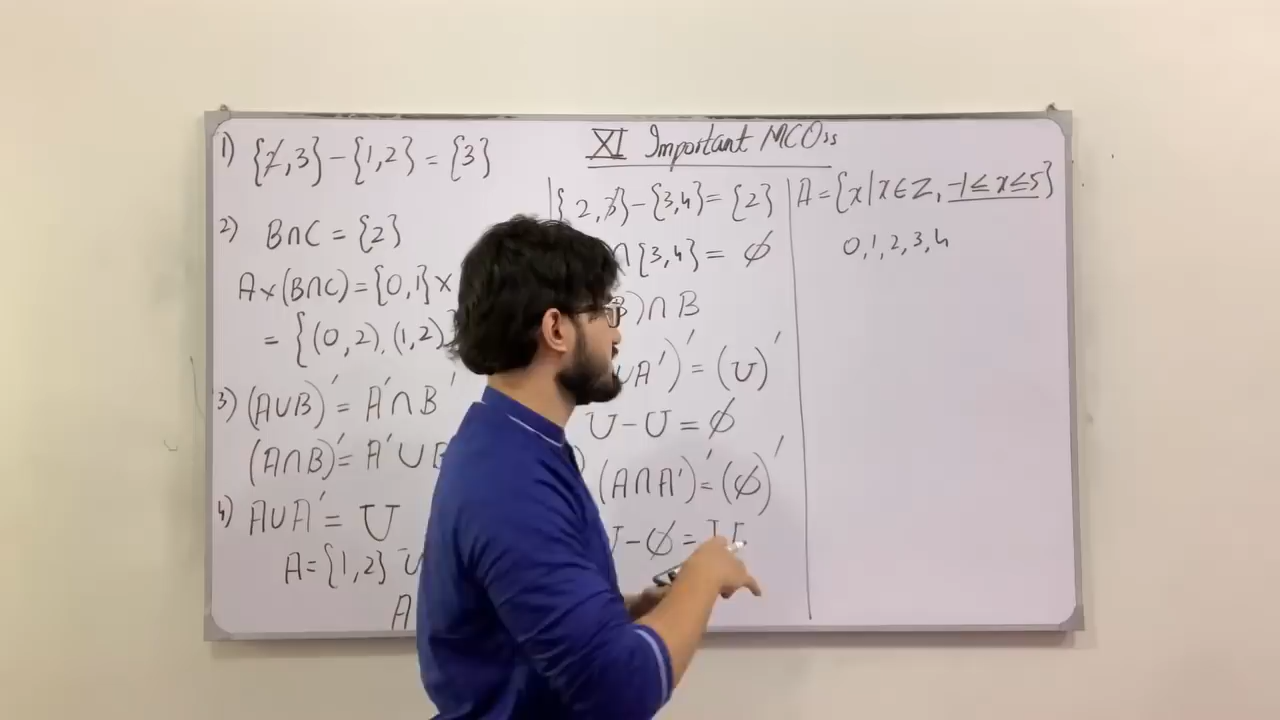 XI Important MCQs
1) {1,3}-{1,2} = {3}
2) B∩C = {2}
A×(B∩C)={0,1}×
= {(0,2),(1,2)
3) (A∪B)′= A′∩B′
(A∩B)′= A′∪B
4) A∪A′ = U
A={1,2} U
A
{2,3}-{3,4}={2}
∩{3,4}= ∅
B)∩B
∪A′)′=(U)′
U-U=∅
(A∩A′)′=(∅)′
U-∅=U
A={x|x∈Z, -1≤x≤5}
0,1,2,3,4